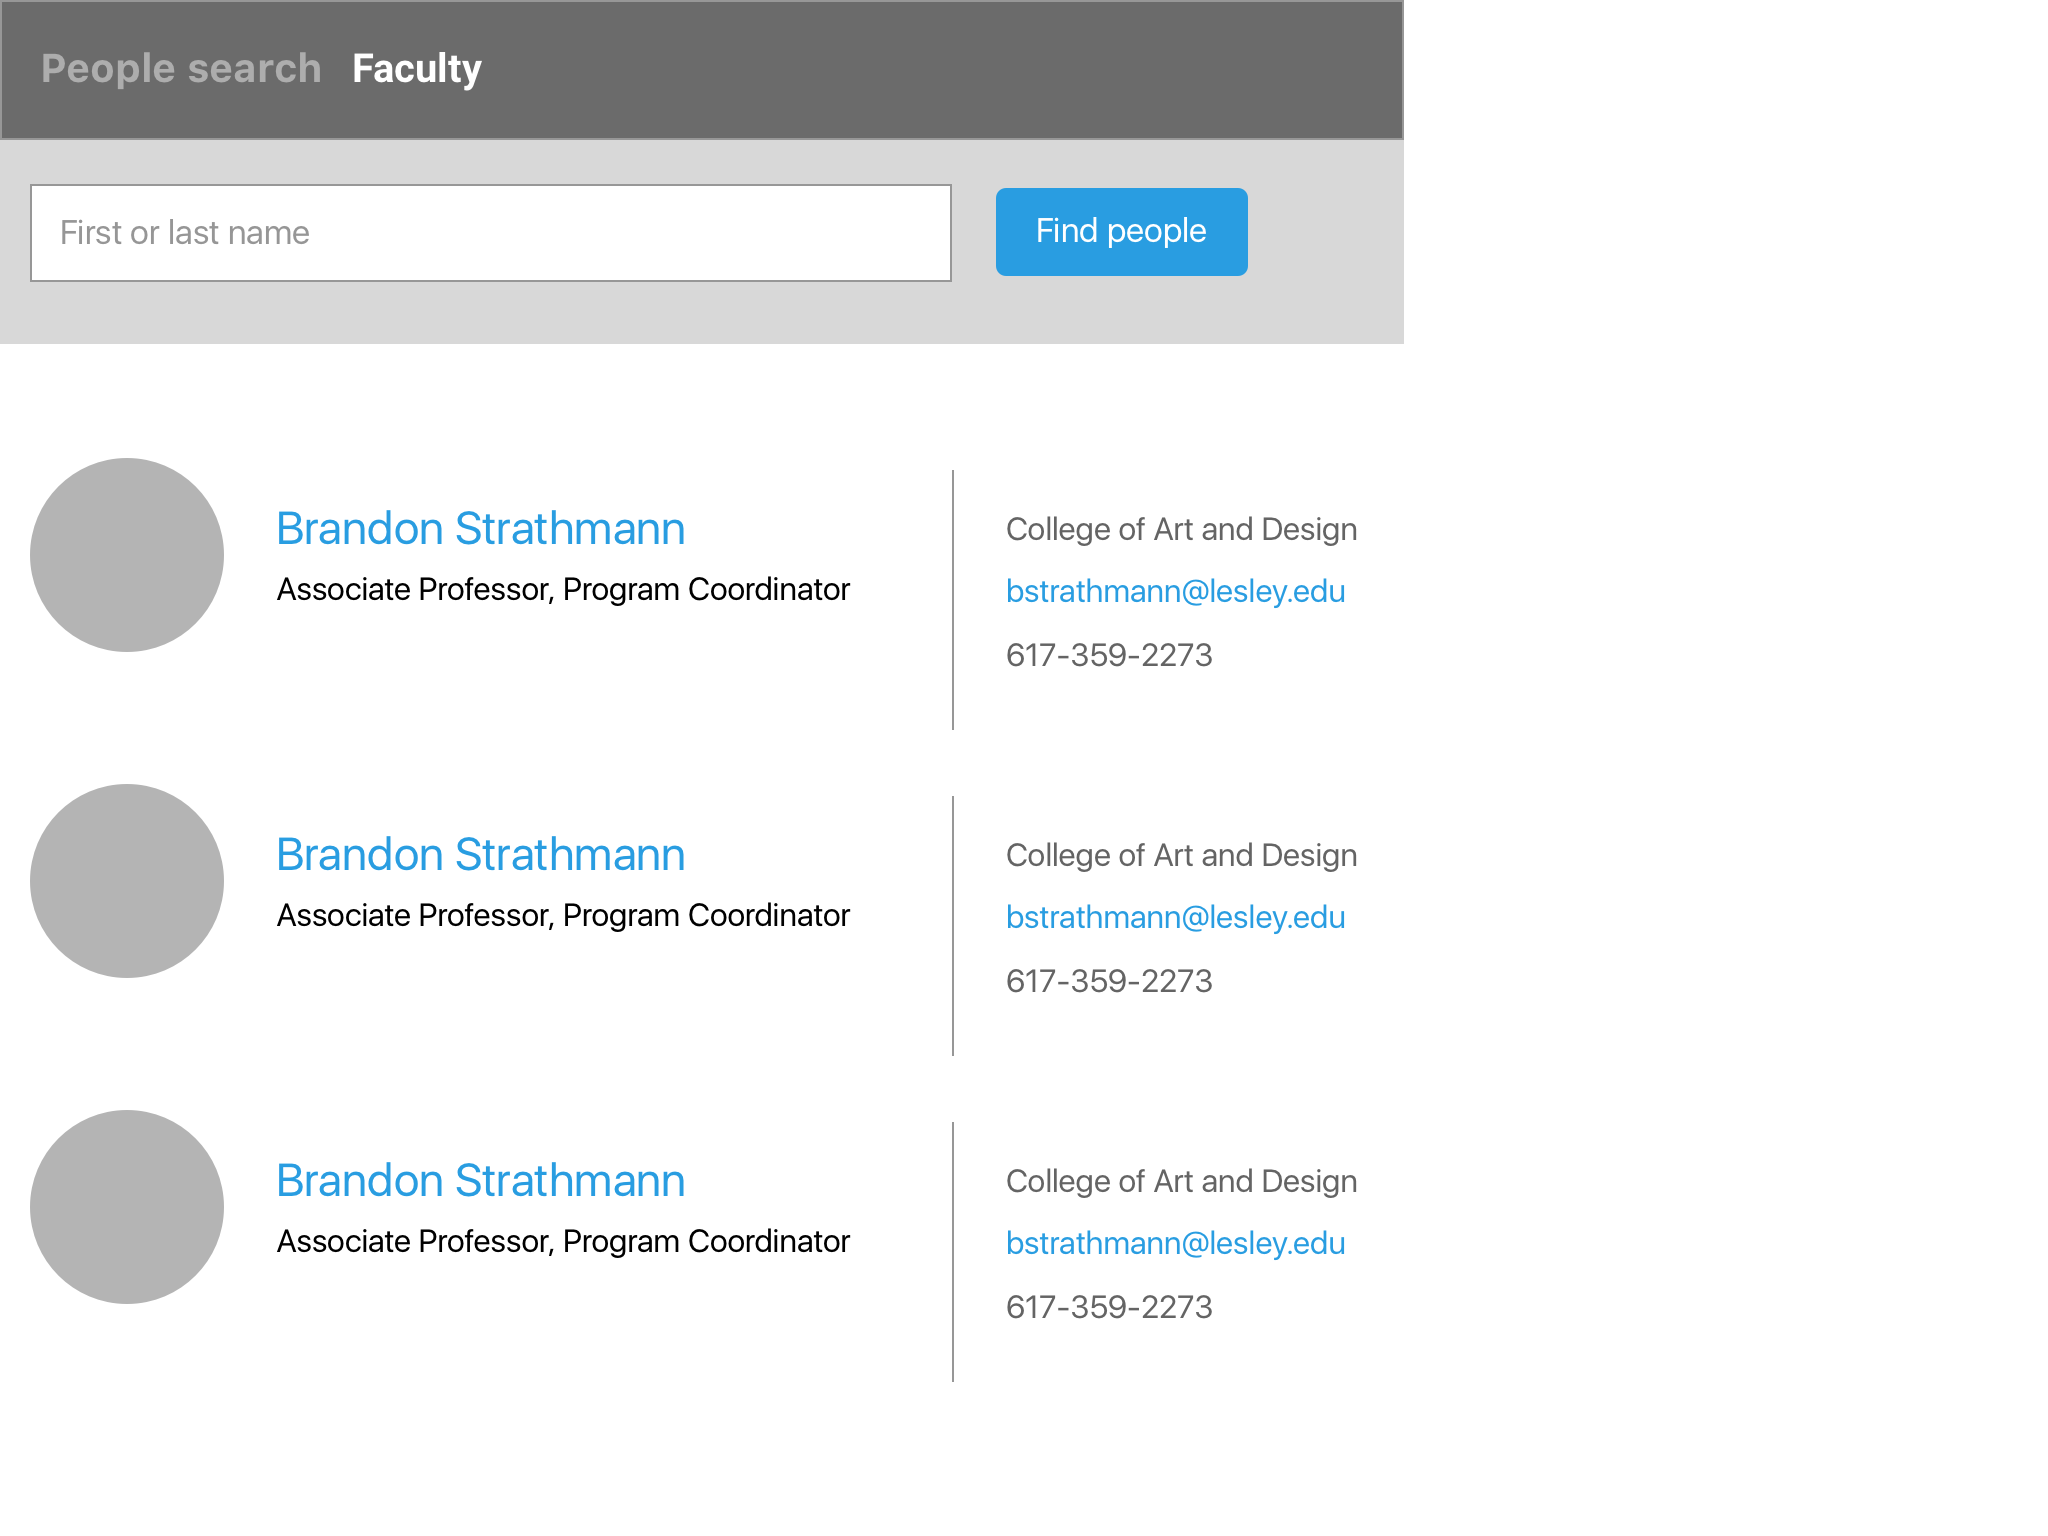 People search Faculty
First or last name
Find people
Brandon Strathmann
Associate Professor, Program Coordinator
College of Art and Design
bstrathmann@lesley.edu
617-359-2273
Brandon Strathmann
Associate Professor, Program Coordinator
College of Art and Design
bstrathmann@lesley.edu
617-359-2273
Brandon Strathmann
Associate Professor, Program Coordinator
College of Art and Design
bstrathmann@lesley.edu
617-359-2273